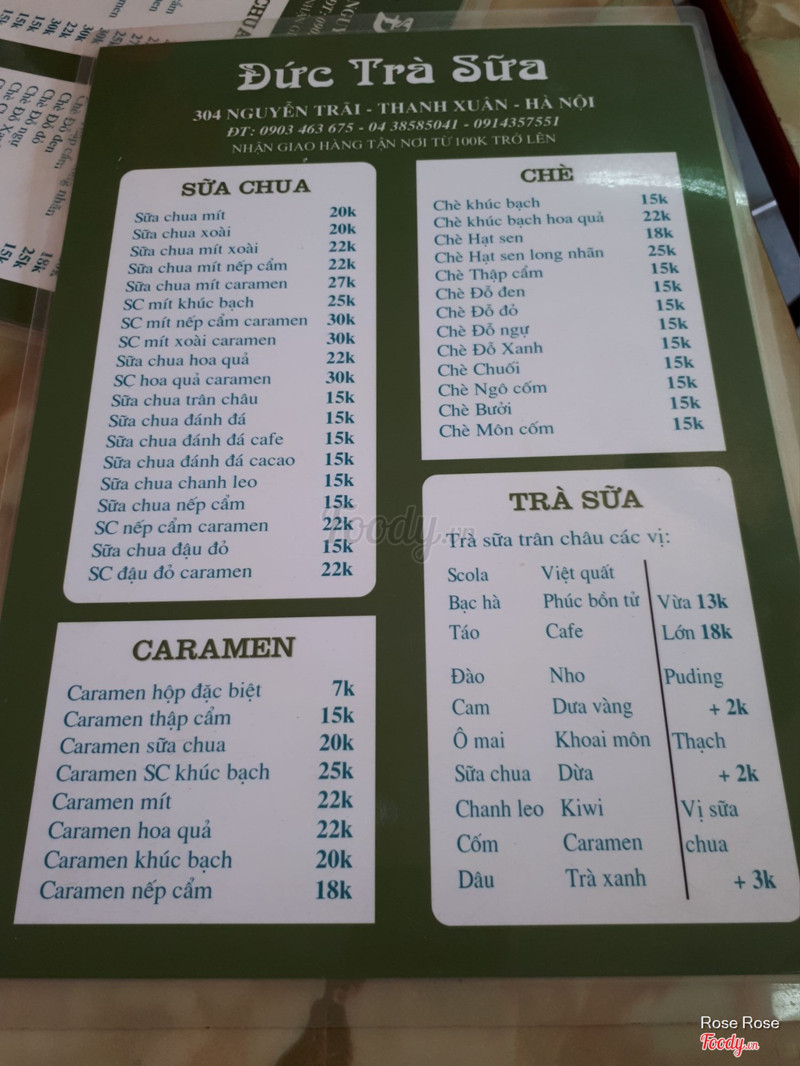 Đức Trà Sữa
304 NGUYỄN TRÃI - THANH XUÂN - HÀ NỘI
ĐT: 0903 463 675 - 04 38585041 - 0914357551
NHẬN GIAO HÀNG TẬN NƠI TỪ 100K TRỞ LÊN
SỮA CHUA
Sữa chua mít 20k
Sữa chua xoài 20k
Sữa chua mít xoài 22k
Sữa chua mít nếp cẩm 22k
Sữa chua mít caramen 27k
SC mít khúc bạch 25k
SC mít nếp cẩm caramen 30k
SC mít xoài caramen 30k
Sữa chua hoa quả 22k
SC hoa quả caramen 30k
Sữa chua trân châu 15k
Sữa chua đánh đá 15k
Sữa chua đánh đá cafe 15k
Sữa chua đánh đá cacao 15k
Sữa chua chanh leo 15k
Sữa chua nếp cẩm 15k
SC nếp cẩm caramen 22k
Sữa chua đậu đỏ 15k
SC đậu đỏ caramen 22k
CARAMEN
Caramen hộp đặc biệt 7k
Caramen thập cẩm 15k
Caramen sữa chua 20k
Caramen SC khúc bạch 25k
Caramen mít 22k
Caramen hoa quả 22k
Caramen khúc bạch 20k
Caramen nếp cẩm 18k
CHÈ
Chè khúc bạch 15k
Chè khúc bạch hoa quả 22k
Chè Hạt sen 18k
Chè Hạt sen long nhãn 25k
Chè Thập cẩm 15k
Chè Đỗ đen 15k
Chè Đỗ đỏ 15k
Chè Đỗ ngự 15k
Chè Đỗ Xanh 15k
Chè Chuối 15k
Chè Ngô cốm 15k
Chè Bưởi 15k
Chè Môn cốm 15k
TRÀ SỮA
Trà sữa trân châu các vị:
Scola Việt quất
Bạc hà Phúc bồn tử Vừa 13k
Táo Cafe Lớn 18k
Đào Nho Puding
Cam Dưa vàng + 2k
Ô mai Khoai môn Thạch
Sữa chua Dừa + 2k
Chanh leo Kiwi Vị sữa
Cốm Caramen chua
Dâu Trà xanh + 3k
Foody.vn
Rose Rose
Foody.vn